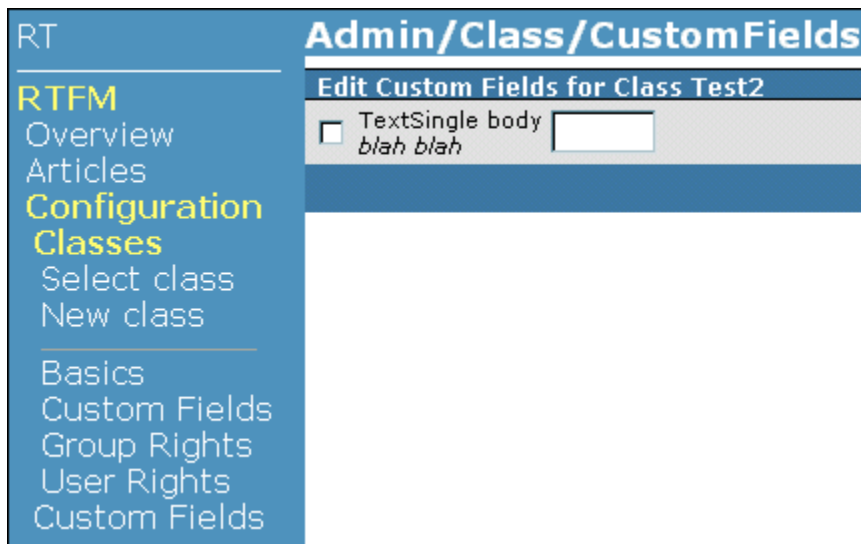 RT
RTFM
Overview
Articles
Configuration
Classes
Select class
New class
Basics
Custom Fields
Group Rights
User Rights
Custom Fields
Admin/Class/CustomFields
Edit Custom Fields for Class Test2
TextSingle body
blah blah